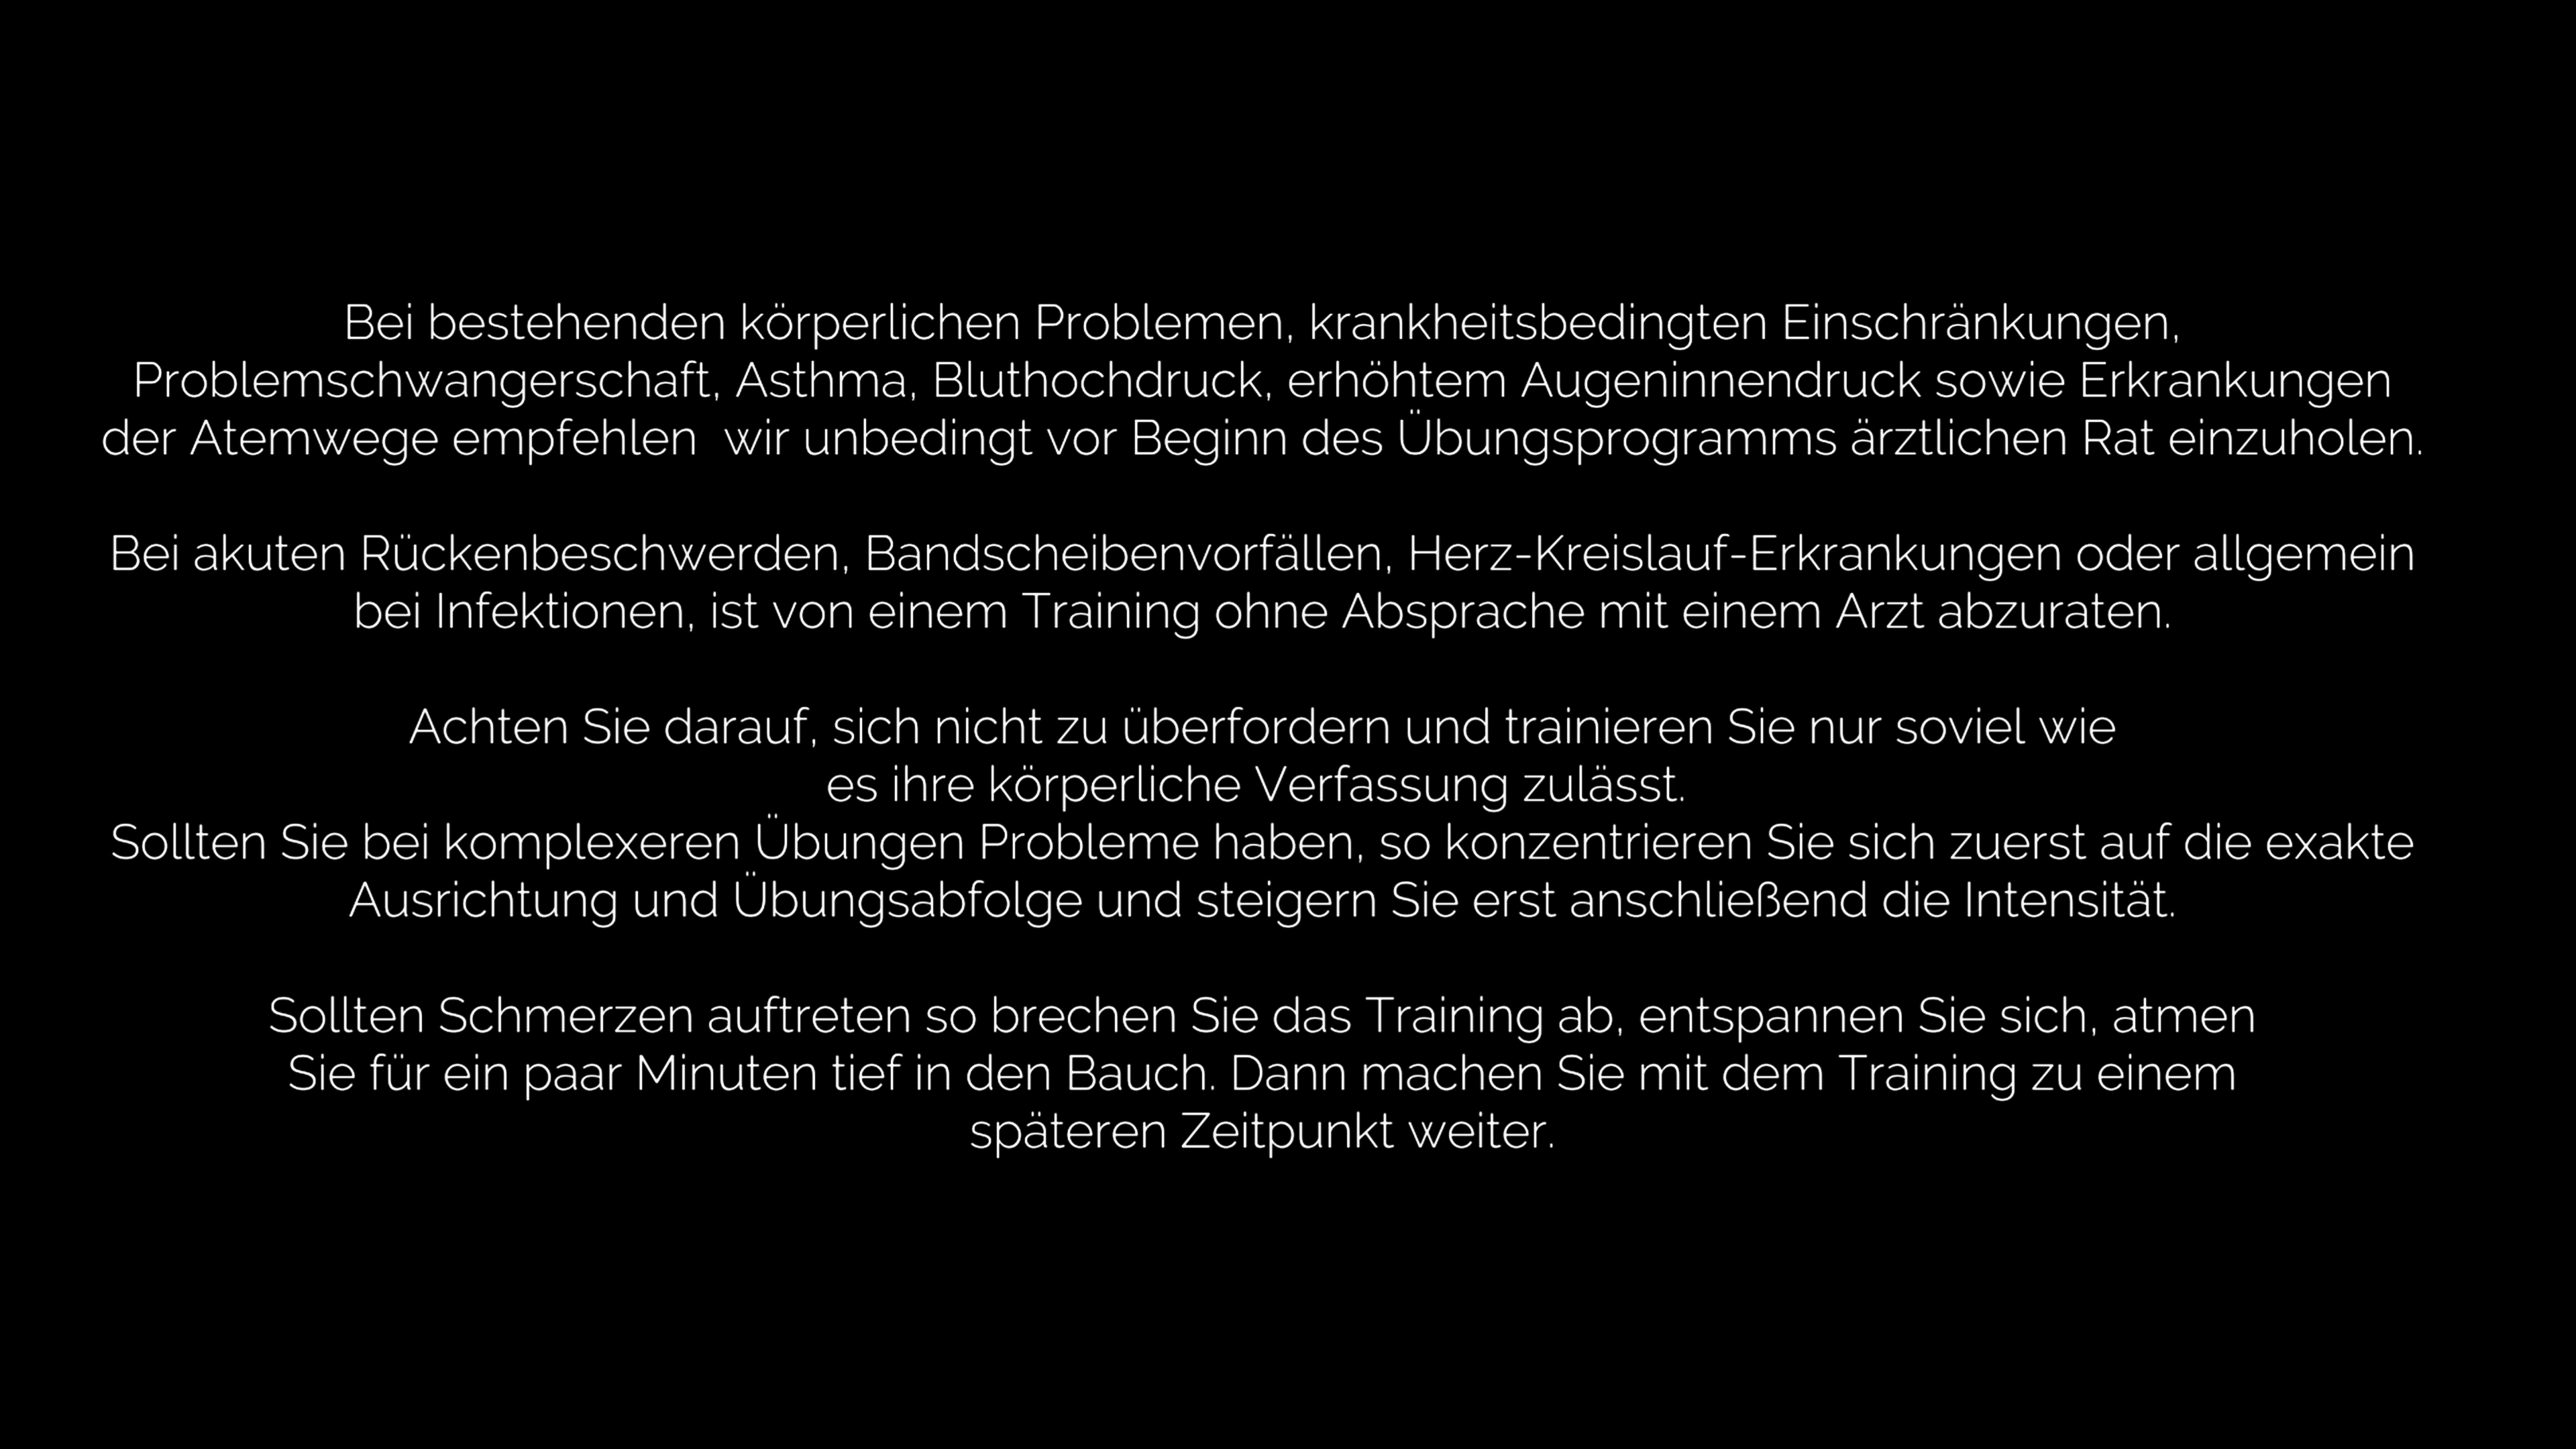 Bei bestehenden körperlichen Problemen, krankheitsbedingten Einschränkungen,
Problemschwangerschaft, Asthma, Bluthochdruck, erhöhtem Augeninnendruck sowie Erkrankungen
der Atemwege empfehlen  wir unbedingt vor Beginn des Übungsprogramms ärztlichen Rat einzuholen.
Bei akuten Rückenbeschwerden, Bandscheibenvorfällen, Herz-Kreislauf-Erkrankungen oder allgemein
bei Infektionen, ist von einem Training ohne Absprache mit einem Arzt abzuraten.
Achten Sie darauf, sich nicht zu überfordern und trainieren Sie nur soviel wie
es ihre körperliche Verfassung zulässt.
Sollten Sie bei komplexeren Übungen Probleme haben, so konzentrieren Sie sich zuerst auf die exakte
Ausrichtung und Übungsabfolge und steigern Sie erst anschließend die Intensität.
Sollten Schmerzen auftreten so brechen Sie das Training ab, entspannen Sie sich, atmen
Sie für ein paar Minuten tief in den Bauch. Dann machen Sie mit dem Training zu einem
späteren Zeitpunkt weiter.